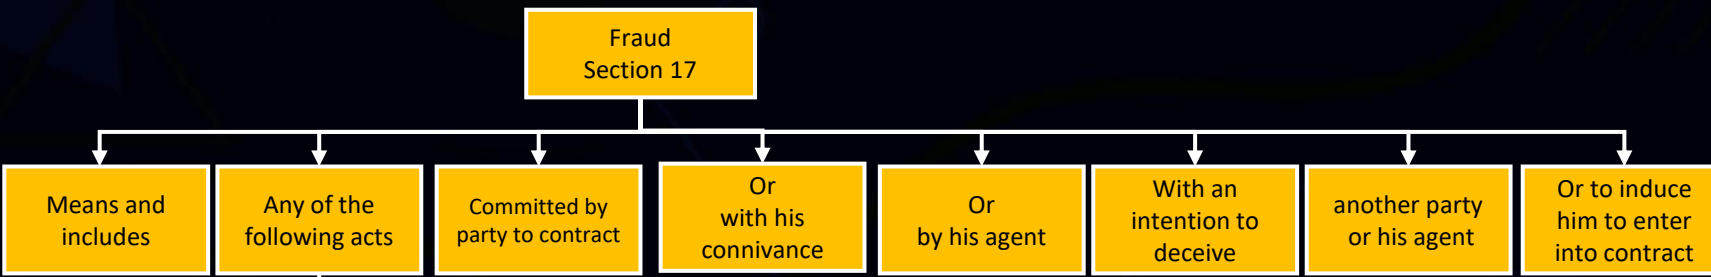 Fraud
Section 17
Means and
includes
Any of the
following acts
Committed by
party to contract
Or
with his
connivance
Or
by his agent
With an
intention to
deceive
another party
or his agent
Or to induce
him to enter
into contract